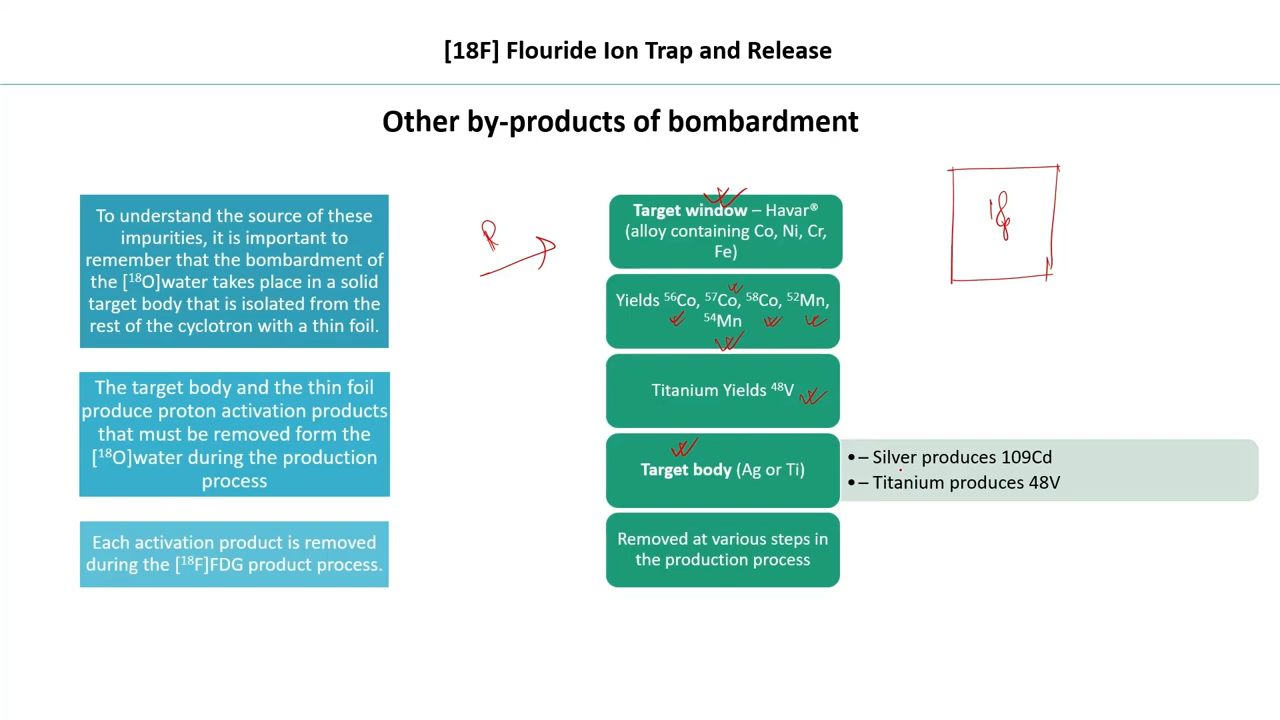 [18F] Flouride Ion Trap and Release
Other by-products of bombardment
To understand the source of these
impurities, it is important to
remember that the bombardment of
the [¹⁸O]water takes place in a solid
target body that is isolated from the
rest of the cyclotron with a thin foil.
The target body and the thin foil
produce proton activation products
that must be removed form the
[¹⁸O]water during the production
process
Each activation product is removed
during the [¹⁸F]FDG product process.
Target window – Havar®
(alloy containing Co, Ni, Cr,
Fe)
Yields ⁵⁶Co, ⁵⁷Co, ⁵⁸Co, ⁵²Mn,
⁵⁴Mn
Titanium Yields ⁴⁸V
Target body (Ag or Ti)
•– Silver produces 109Cd
•– Titanium produces 48V
Removed at various steps in
the production process